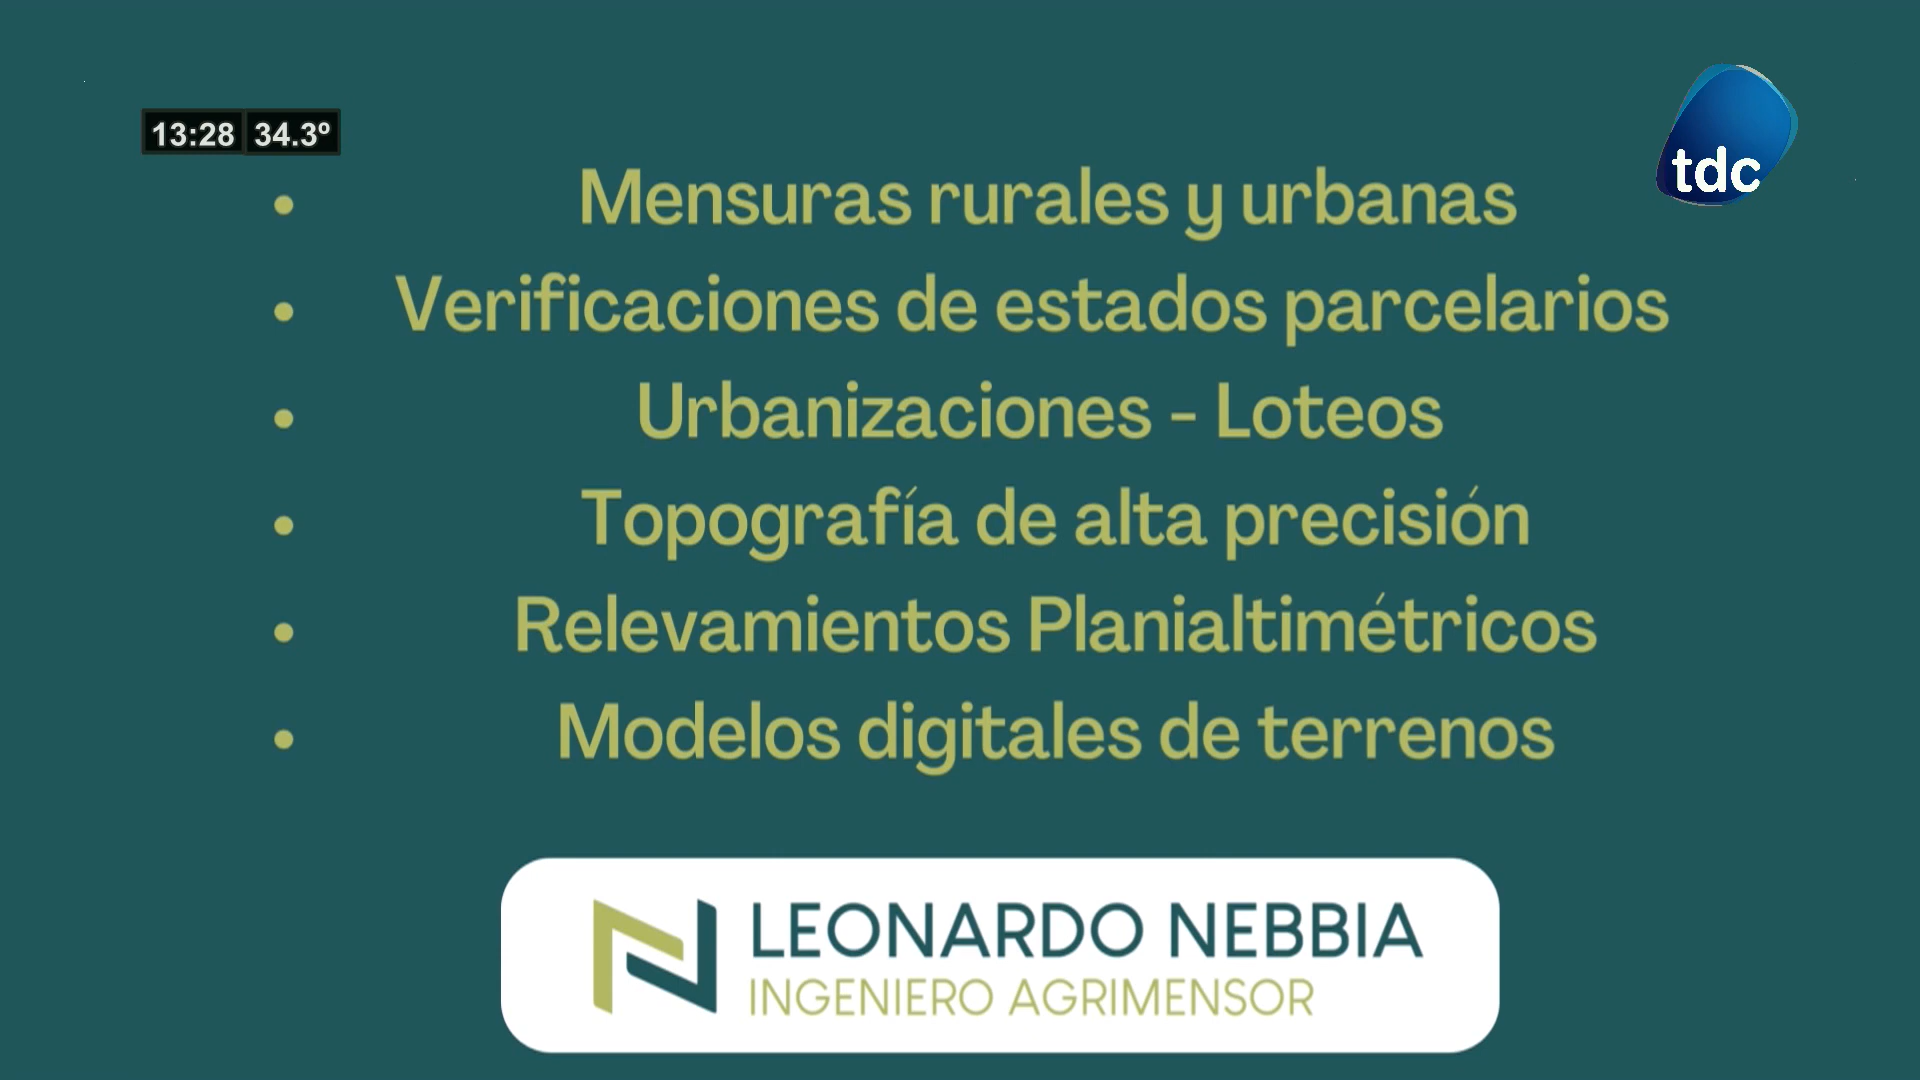 13:28 34.3º
tdc
• Mensuras rurales y urbanas
• Verificaciones de estados parcelarios
• Urbanizaciones - Loteos
• Topografía de alta precisión
• Relevamientos Planialtimétricos
• Modelos digitales de terrenos
LEONARDO NEBBIA
INGENIERO AGRIMENSOR